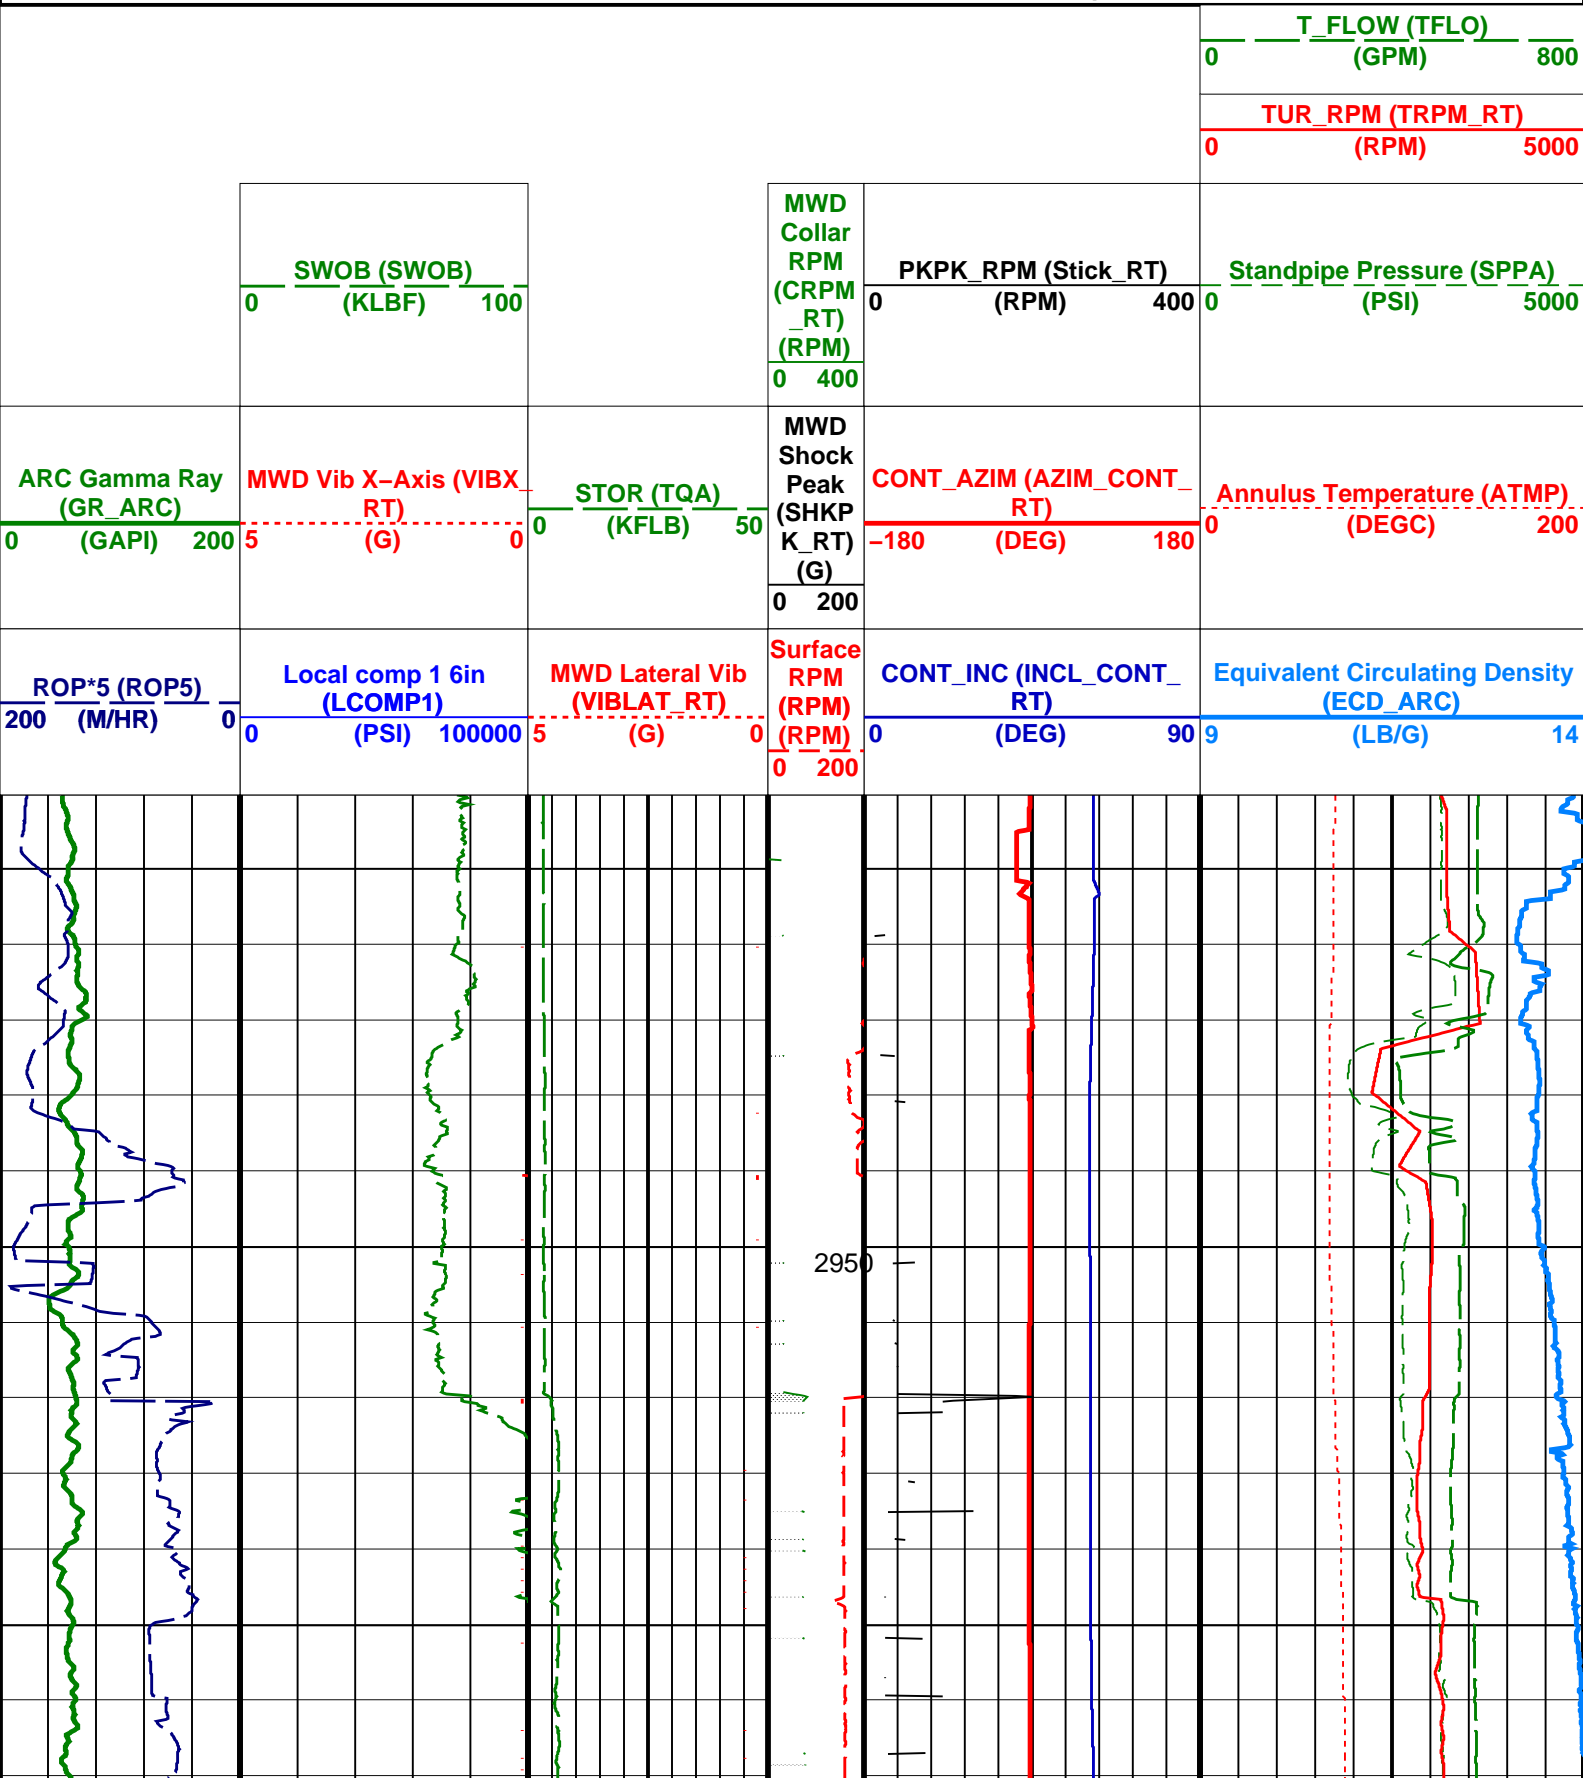 T_FLOW (TFLO)
0 (GPM) 800
TUR_RPM (TRPM_RT)
0 (RPM) 5000
SWOB (SWOB)
0 (KLBF) 100
MWD
Collar
RPM
(CRPM
_RT)
(RPM)
0 400
PKPK_RPM (Stick_RT)
0 (RPM) 400
Standpipe Pressure (SPPA)
0 (PSI) 5000
ARC Gamma Ray
(GR_ARC)
0 (GAPI) 200
MWD Vib X−Axis (VIBX_
RT)
5 (G) 0
STOR (TQA)
0 (KFLB) 50
MWD
Shock
Peak
(SHKP
K_RT)
(G)
0 200
CONT_AZIM (AZIM_CONT_
RT)
−180 (DEG) 180
Annulus Temperature (ATMP)
0 (DEGC) 200
ROP*5 (ROP5)
200 (M/HR) 0
Local comp 1 6in
(LCOMP1)
0 (PSI) 100000
MWD Lateral Vib
(VIBLAT_RT)
5 (G) 0
Surface
RPM
(RPM)
(RPM)
0 200
CONT_INC (INCL_CONT_
RT)
0 (DEG) 90
Equivalent Circulating Density
(ECD_ARC)
9 (LB/G) 14
2950